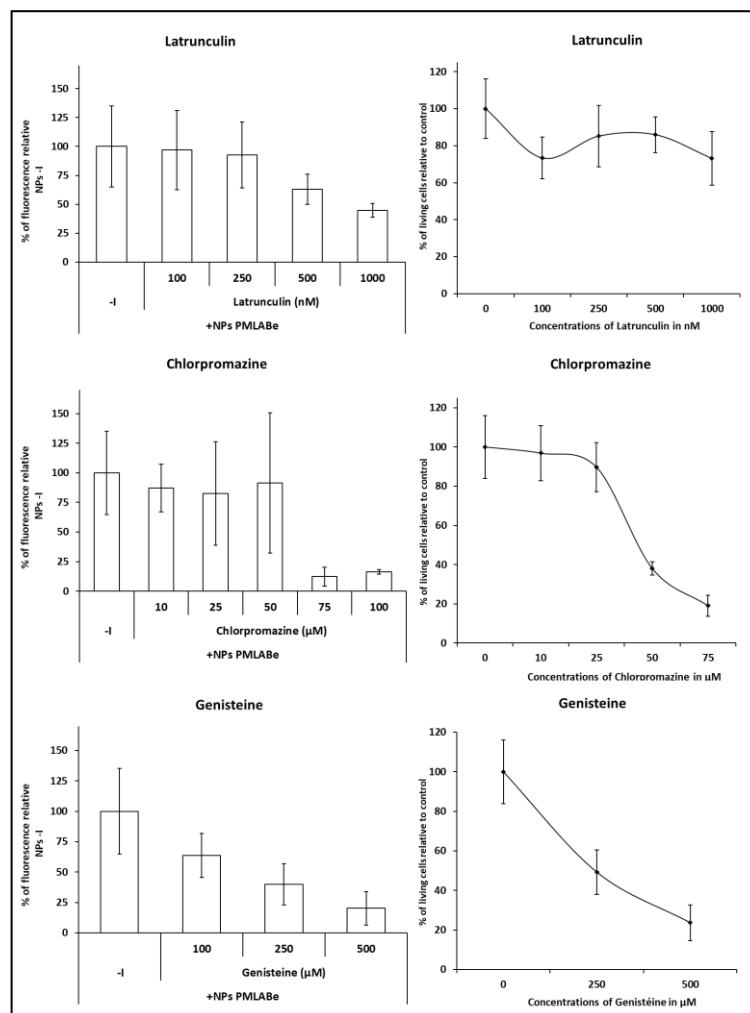 Latrunculin
% of fluorescence relative
NPs -I
150
125
100
75
50
25
0
-I
100
250
500
1000
Latrunculin (nM)
+NPs PMLABe
Latrunculin
% of living cells relative to control
120
100
80
60
40
20
0
0
100
250
500
1000
Concentrations of Latrunculin in nM
Chlorpromazine
% of fluorescence relative
NPs -I
150
125
100
75
50
25
0
-I
10
25
50
75
100
Chlorpromazine (µM)
+NPs PMLABe
Chlorpromazine
% of living cells relative to control
120
100
80
60
40
20
0
0
10
25
50
75
Concentrations of Chlorpromazine in µM
Genisteine
% of fluorescence relative
NPs -I
150
125
100
75
50
25
0
-I
100
250
500
Genisteine (µM)
+NPs PMLABe
Genisteine
% of living cells relative to control
120
100
80
60
40
20
0
0
250
500
Concentrations of Genistéine in µM